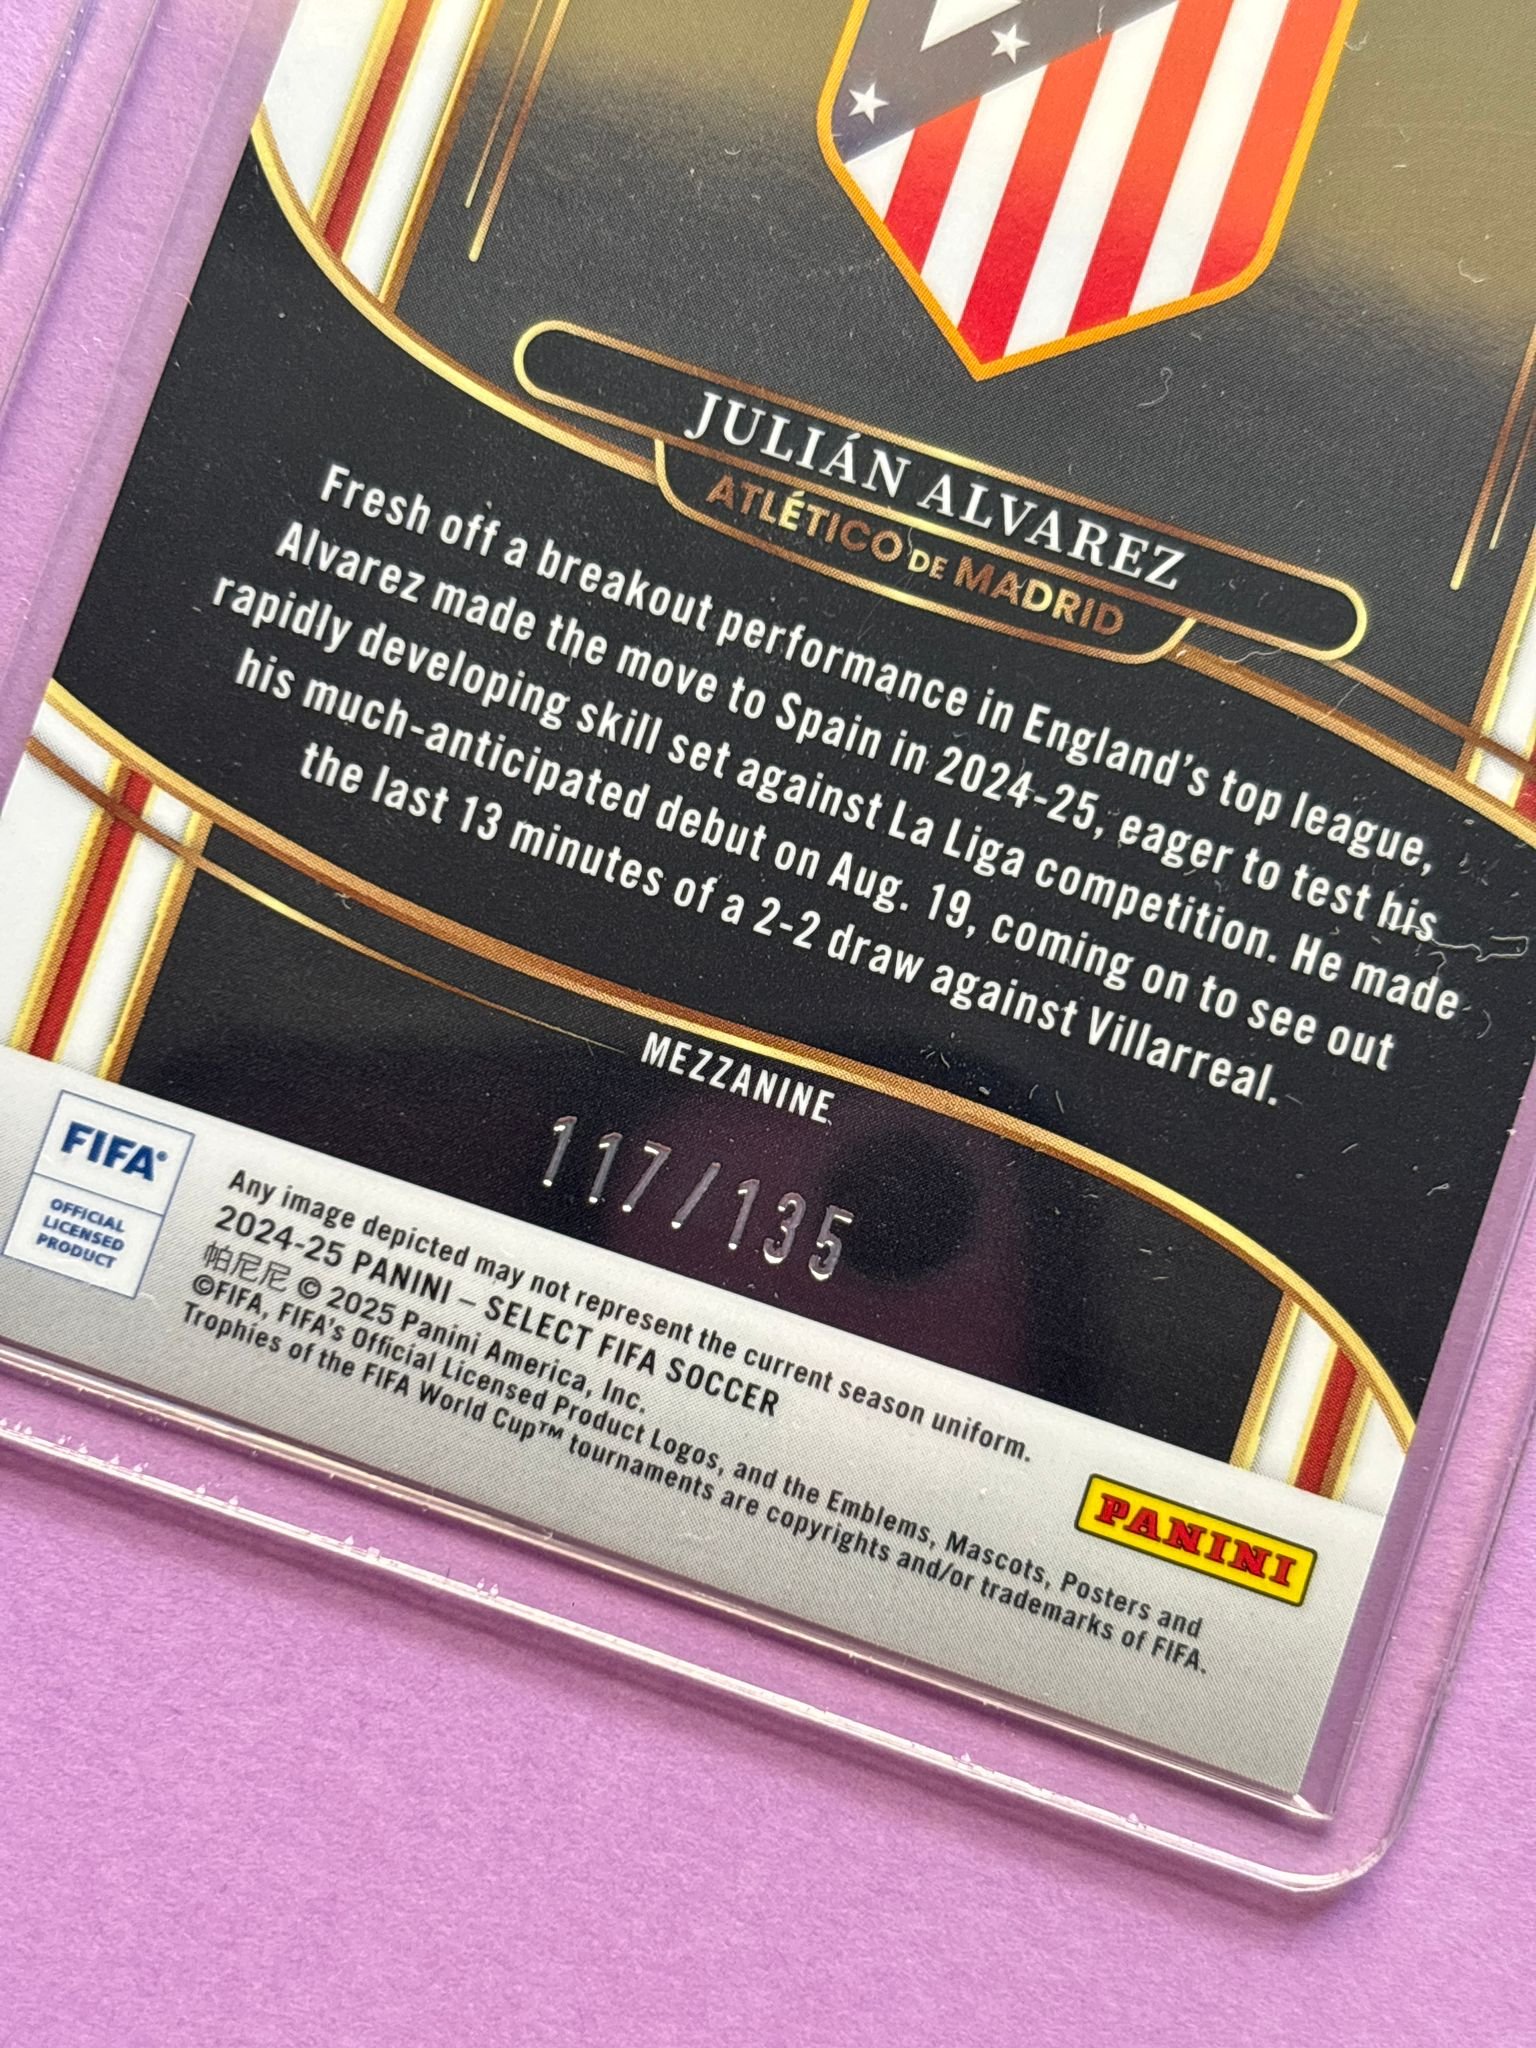 JULIÁN ALVAREZ
ATLÉTICO DE MADRID
Fresh off a breakout performance in England's top league,
Alvarez made the move to Spain in 2024-25, eager to test his
rapidly developing skill set against La Liga competition. He made
his much-anticipated debut on Aug. 19, coming on to see out
the last 13 minutes of a 2-2 draw against Villarreal.
MEZZANINE
117/135
FIFA®
OFFICIAL
LICENSED
PRODUCT
Any image depicted may not represent the current season uniform.
2024-25 PANINI – SELECT FIFA SOCCER
帕尼尼 © 2025 Panini America, Inc.
©FIFA, FIFA's Official Licensed Product Logos, and the Emblems, Mascots, Posters and
Trophies of the FIFA World Cup™ tournaments are copyrights and/or trademarks of FIFA.
PANINI